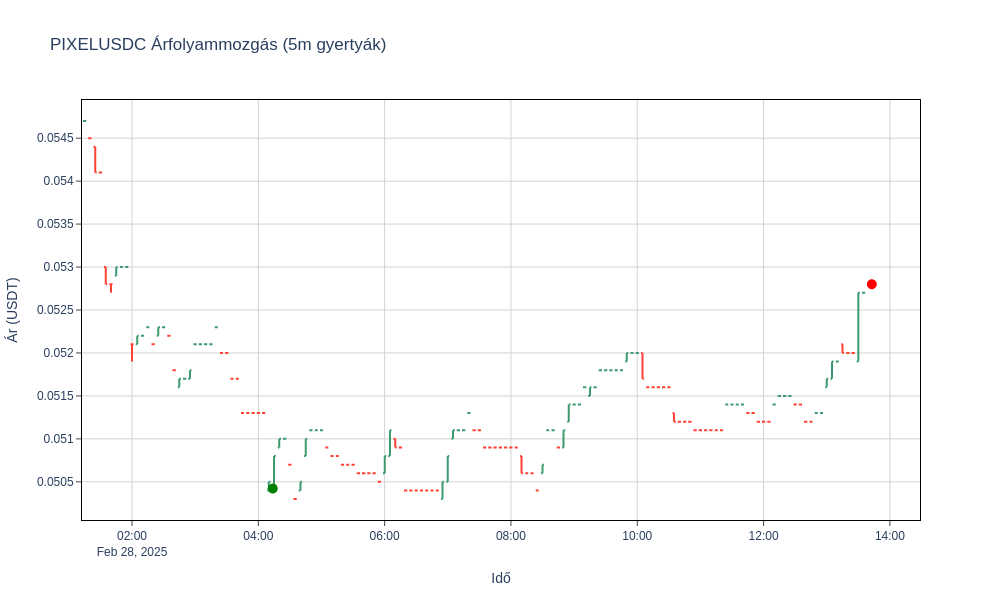 PIXELUSDC Árfolyammozgás (5m gyertyák)
Ár (USDT)
0.0545
0.054
0.0535
0.053
0.0525
0.052
0.0515
0.051
0.0505
02:00 04:00 06:00 08:00 10:00 12:00 14:00
Feb 28, 2025
Idő